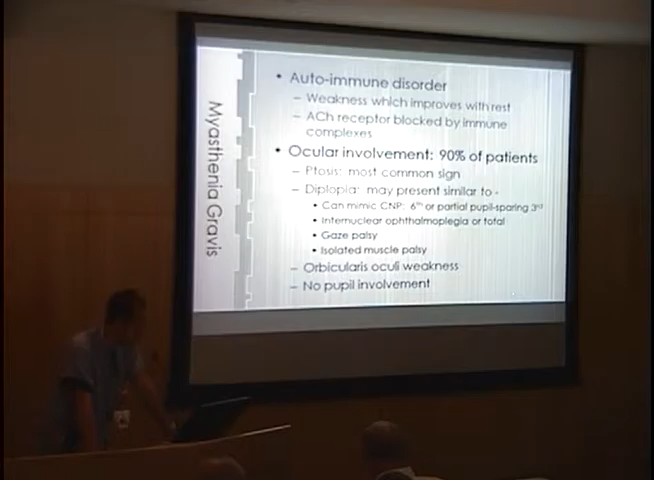 Myasthenia Gravis
• Auto-immune disorder
– Weakness which improves with rest
– ACh receptor blocked by immune
complexes
• Ocular involvement: 90% of patients
– Ptosis: most common sign
– Diplopia: may present similar to -
• Can mimic CNP: 6th or partial pupil-sparing 3rd
• Internuclear ophthalmoplegia or total
• Gaze palsy
• Isolated muscle palsy
– Orbicularis oculi weakness
– No pupil involvement